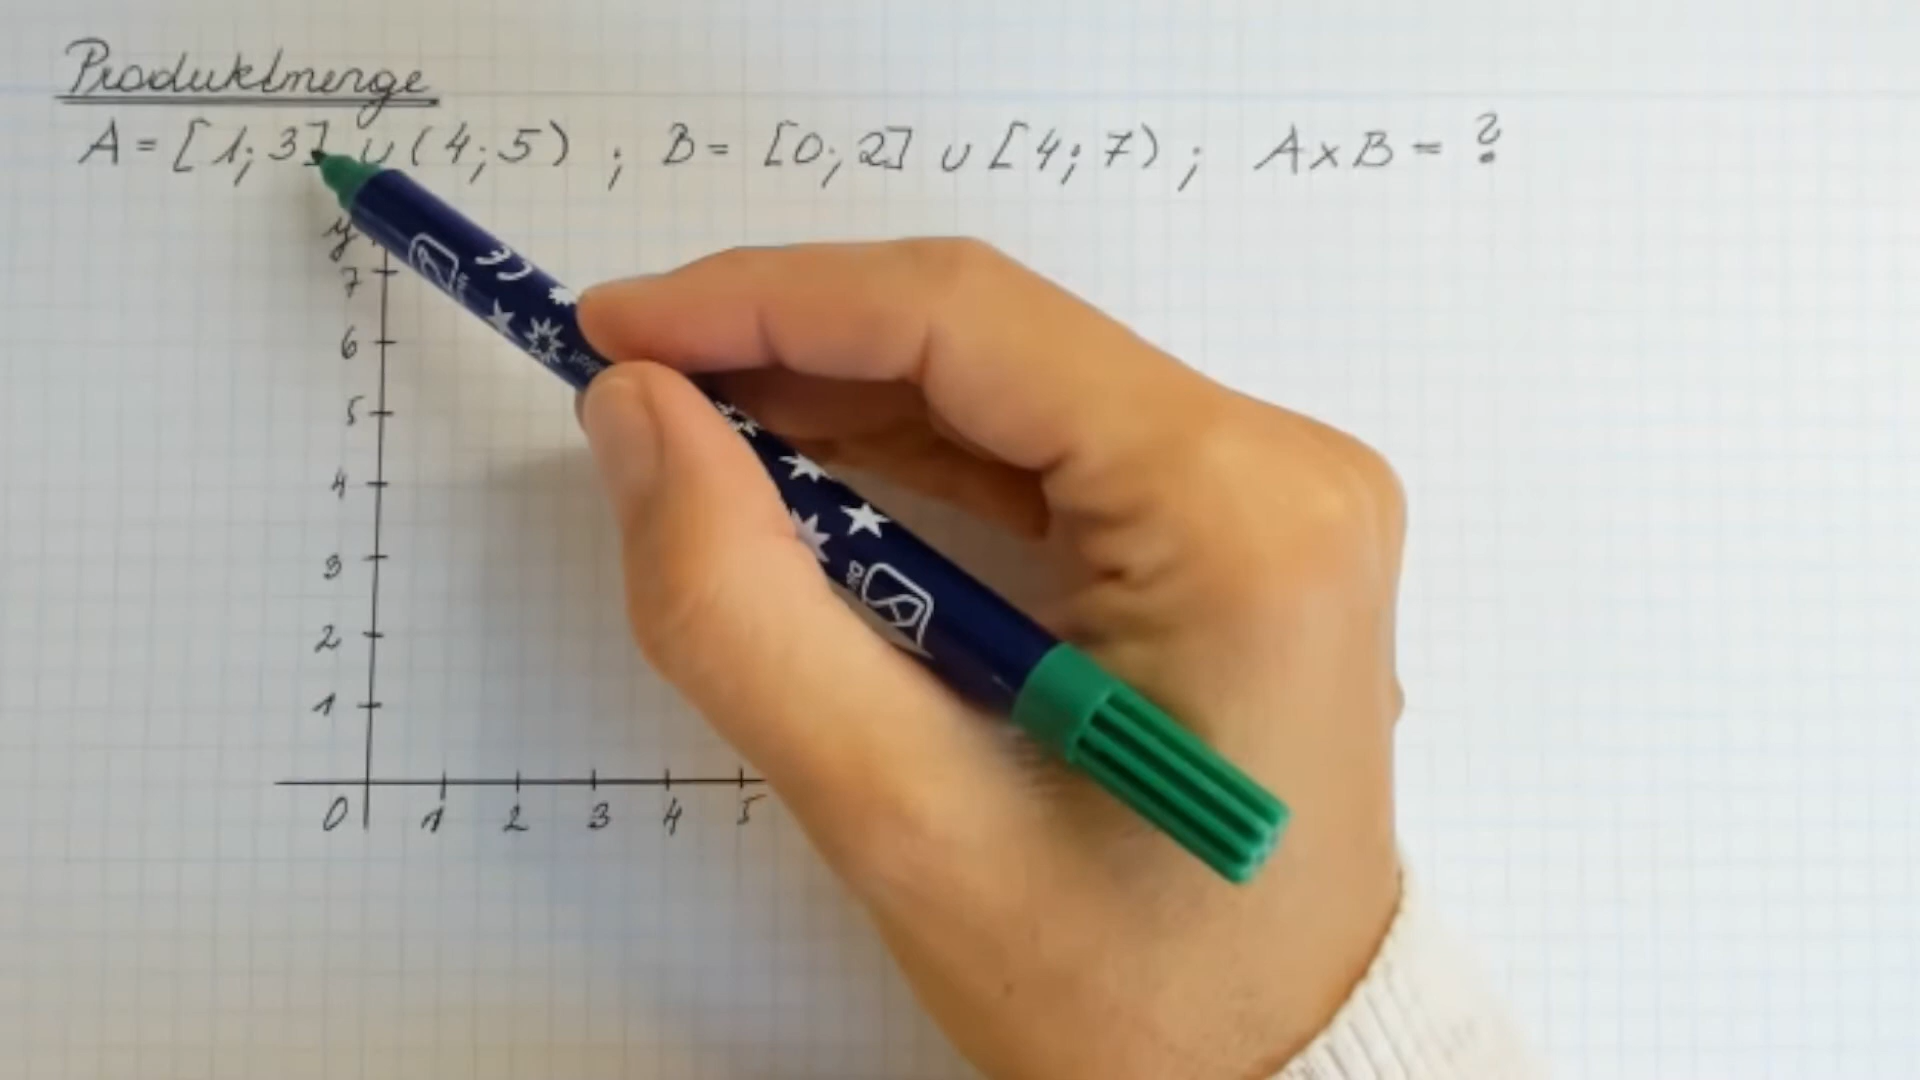 Produktmenge
A = [1; 3] ∪ (4; 5) ; B = [0; 2] ∪ [4; 7) ; A x B = ?
y
7
6
5
4
3
2
1
0 1 2 3 4 5